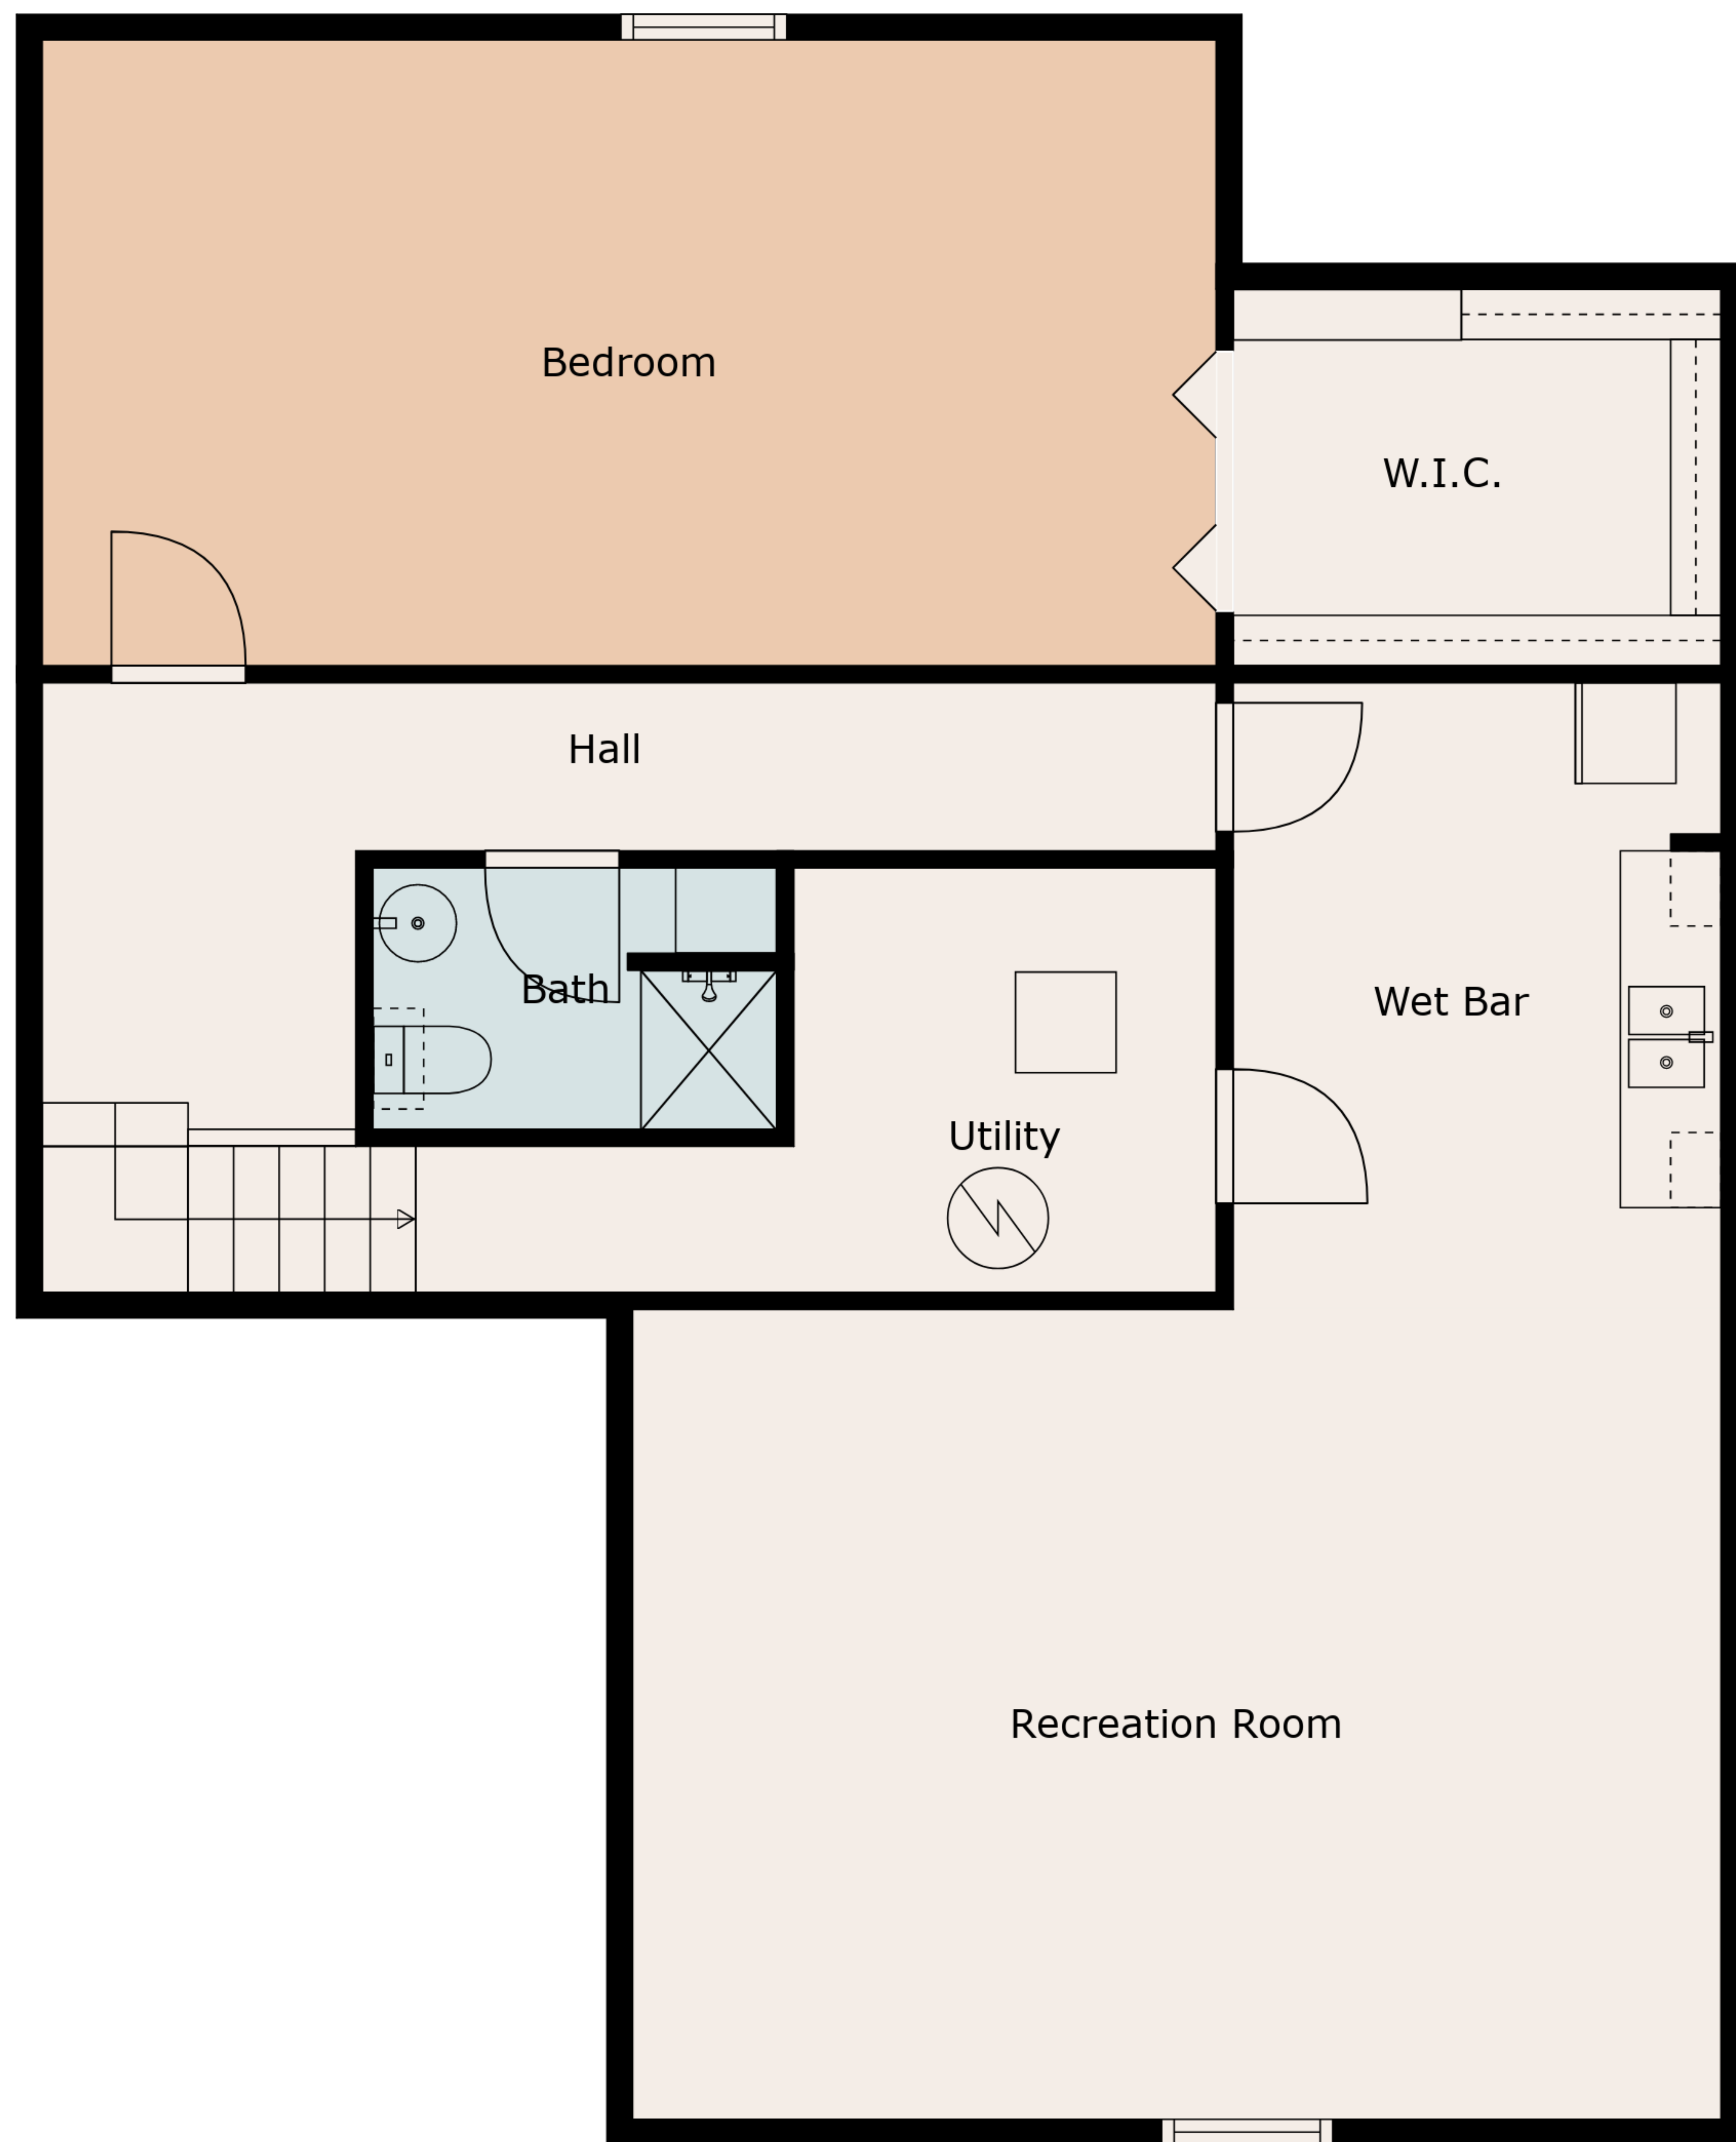 Bedroom
W.I.C.
Hall
Bath
Wet Bar
Utility
Recreation Room